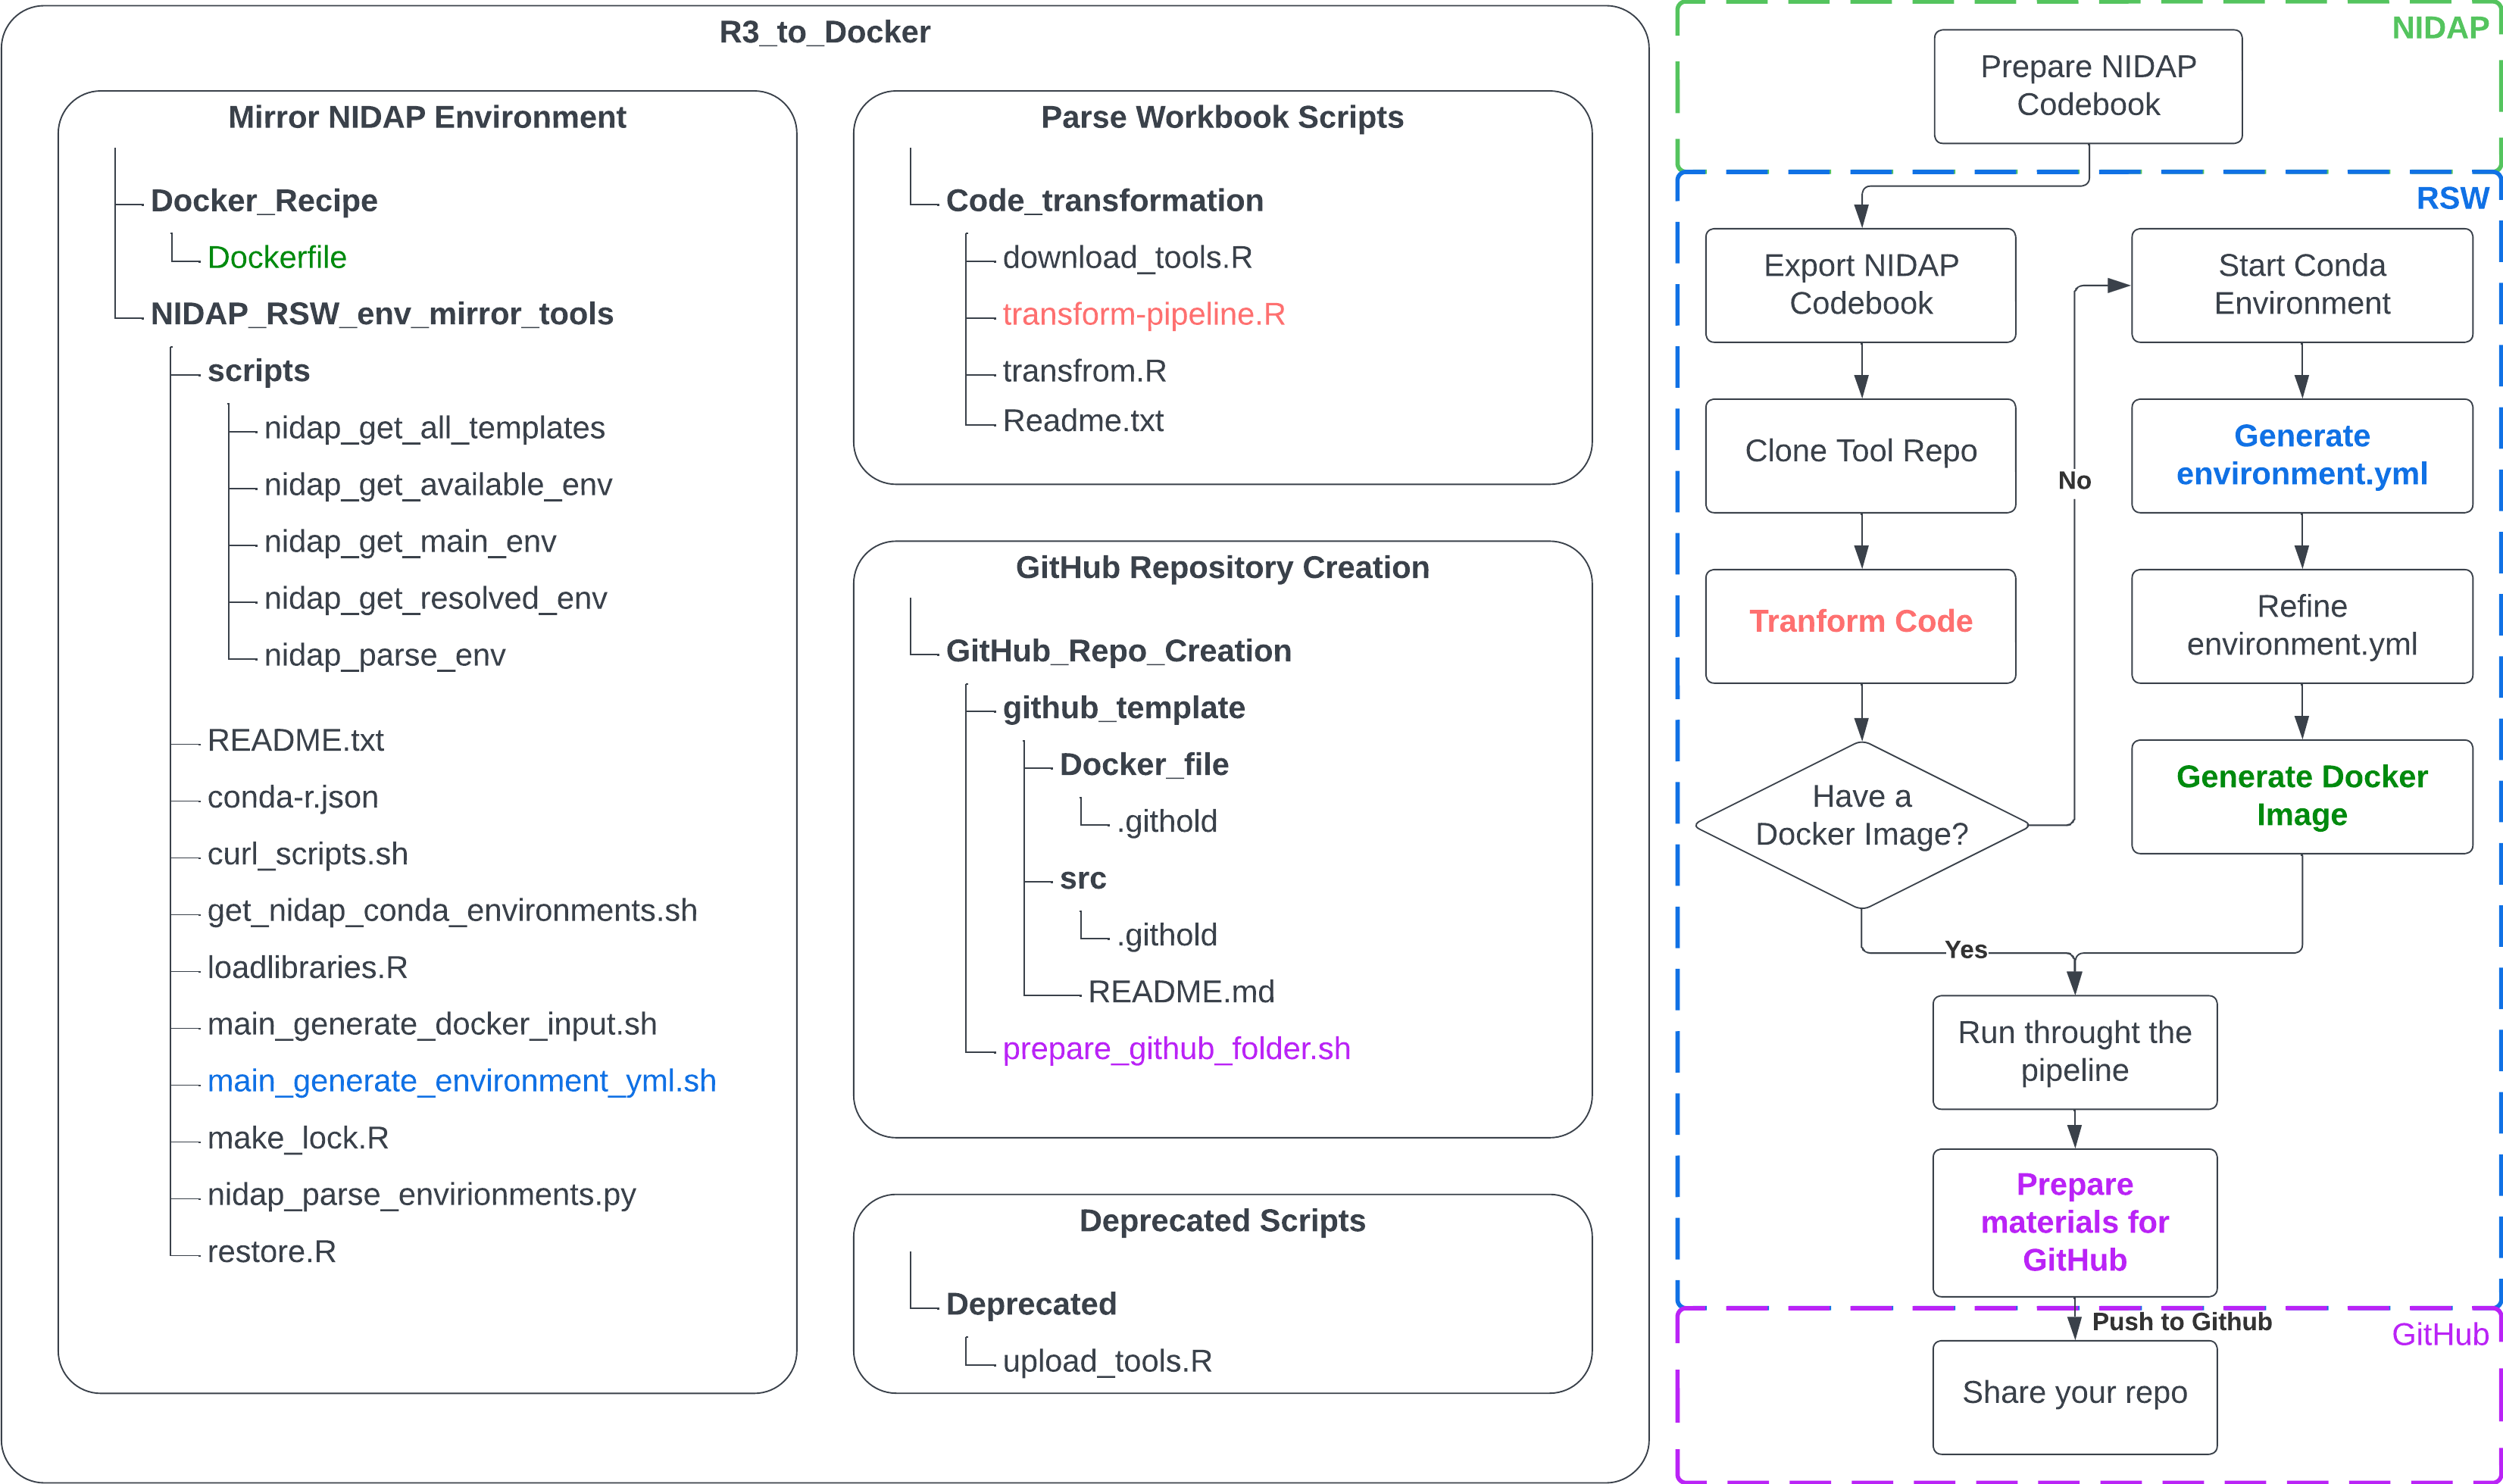 R3_to_Docker
Mirror NIDAP Environment
Docker_Recipe
Dockerfile
NIDAP_RSW_env_mirror_tools
scripts
nidap_get_all_templates
nidap_get_available_env
nidap_get_main_env
nidap_get_resolved_env
nidap_parse_env
README.txt
conda-r.json
curl_scripts.sh
get_nidap_conda_environments.sh
loadlibraries.R
main_generate_docker_input.sh
main_generate_environment_yml.sh
make_lock.R
nidap_parse_envirionments.py
restore.R
Parse Workbook Scripts
Code_transformation
download_tools.R
transform-pipeline.R
transfrom.R
Readme.txt
GitHub Repository Creation
GitHub_Repo_Creation
github_template
Docker_file
.githold
src
.githold
README.md
prepare_github_folder.sh
Deprecated Scripts
Deprecated
upload_tools.R
NIDAP
Prepare NIDAP
Codebook
RSW
Export NIDAP
Codebook
Clone Tool Repo
Tranform Code
Have a
Docker Image?
No
Start Conda
Environment
Generate
environment.yml
Refine
environment.yml
Generate Docker
Image
Yes
Run throught the
pipeline
Prepare
materials for
GitHub
Push to Github
GitHub
Share your repo